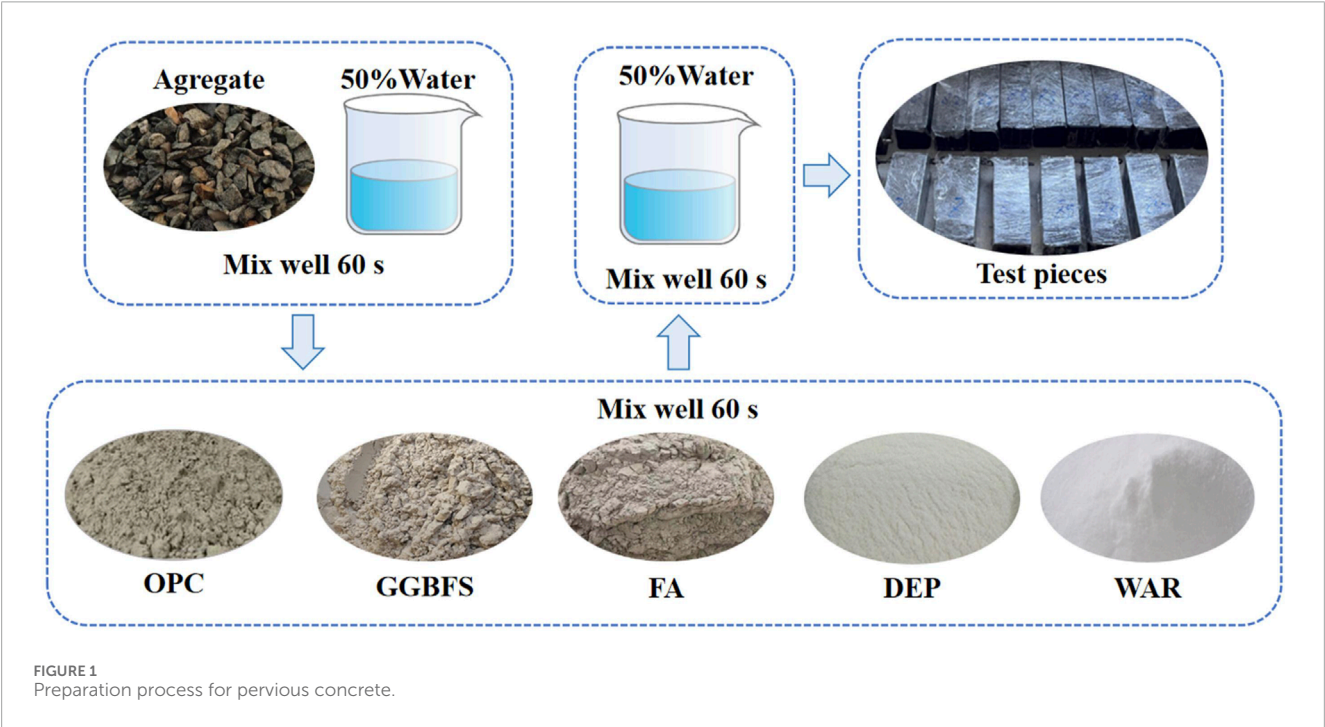 Agregate
50%Water
Mix well 60 s
50%Water
Mix well 60 s
Test pieces
Mix well 60 s
OPC
GGBFS
FA
DEP
WAR
FIGURE 1
Preparation process for pervious concrete.